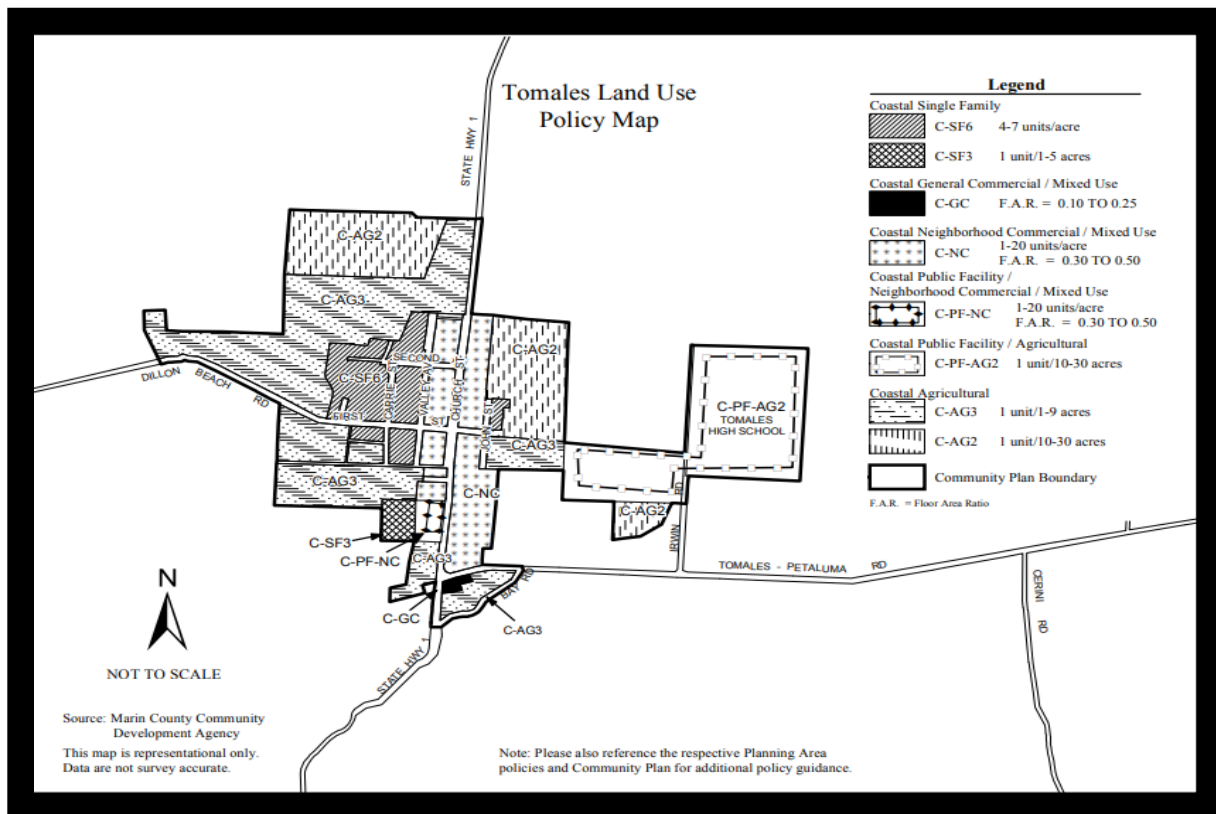 Tomales Land Use
Policy Map
Legend
Coastal Single Family
C-SF6 4-7 units/acre
C-SF3 1 unit/1-5 acres
Coastal General Commercial / Mixed Use
C-GC F.A.R. = 0.10 TO 0.25
Coastal Neighborhood Commercial / Mixed Use
C-NC 1-20 units/acre
F.A.R. = 0.30 TO 0.50
Coastal Public Facility /
Neighborhood Commercial / Mixed Use
C-PF-NC 1-20 units/acre
F.A.R. = 0.30 TO 0.50
Coastal Public Facility / Agricultural
C-PF-AG2 1 unit/10-30 acres
Coastal Agricultural
C-AG3 1 unit/1-9 acres
C-AG2 1 unit/10-30 acres
Community Plan Boundary
F.A.R. = Floor Area Ratio
STATE HWY 1
C-AG2
C-AG3
SECOND
C-AG2
C-SF6
CARRIE ST
VALLEY AV
CHURCH ST
JOHN ST
DILLON BEACH RD
FIRST ST
C-PF-AG2
TOMALES
HIGH SCHOOL
C-AG3
C-AG3
C-NC
C-AG2
IRWIN RD
C-SF3
C-PF-NC
C-AG3
TOMALES - PETALUMA RD
BAY RD
CERINI RD
C-GC
C-AG3
STATE HWY 1
N
NOT TO SCALE
Source: Marin County Community
Development Agency
This map is representational only.
Data are not survey accurate.
Note: Please also reference the respective Planning Area
policies and Community Plan for additional policy guidance.